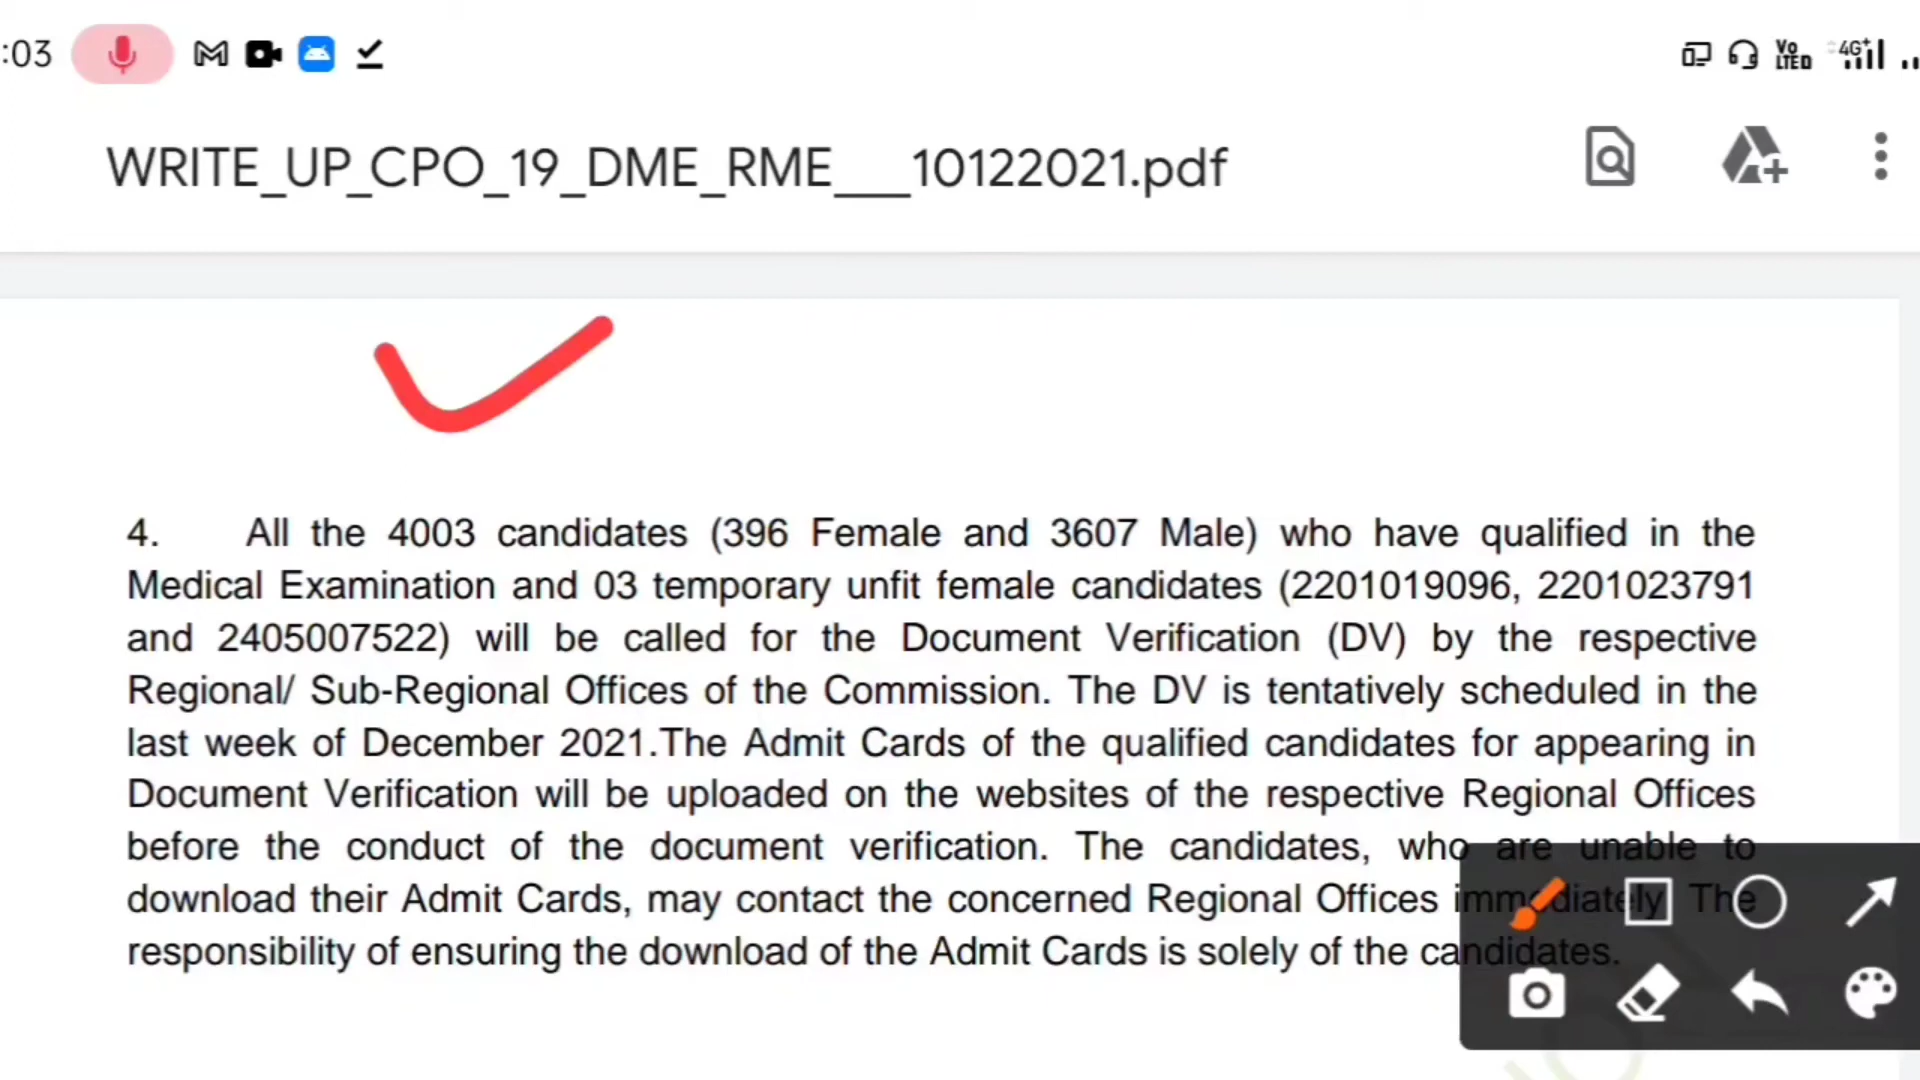 :03
Vo
LTED
4G+
WRITE_UP_CPO_19_DME_RME___10122021.pdf
4. All the 4003 candidates (396 Female and 3607 Male) who have qualified in the
Medical Examination and 03 temporary unfit female candidates (2201019096, 2201023791
and 2405007522) will be called for the Document Verification (DV) by the respective
Regional/ Sub-Regional Offices of the Commission. The DV is tentatively scheduled in the
last week of December 2021.The Admit Cards of the qualified candidates for appearing in
Document Verification will be uploaded on the websites of the respective Regional Offices
before the conduct of the document verification. The candidates, who are unable to
download their Admit Cards, may contact the concerned Regional Offices immediately The
responsibility of ensuring the download of the Admit Cards is solely of the candidates.